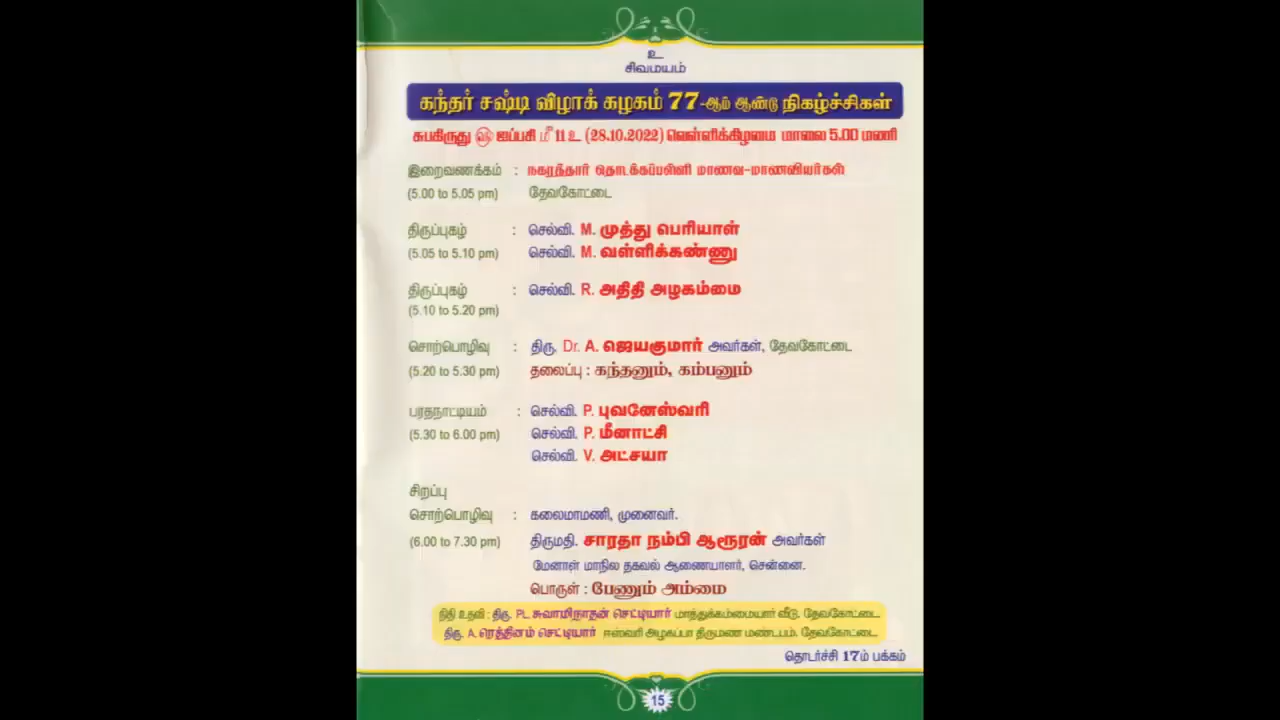 உ
சிவமயம்
கந்தர் சஷ்டி விழாக் கழகம் 77-ஆம் ஆண்டு நிகழ்ச்சிகள்
சுபகிருது ௵ ஐப்பசி ௴ 11 உ (28.10.2022) வெள்ளிக்கிழமை மாலை 5.00 மணி
இறைவணக்கம் : நகரத்தார் தொடக்கப்பள்ளி மாணவ-மாணவியர்கள்
(5.00 to 5.05 pm) தேவகோட்டை
திருப்புகழ் : செல்வி. M. முத்து பெரியாள்
(5.05 to 5.10 pm) செல்வி. M. வள்ளிக்கண்ணு
திருப்புகழ் : செல்வி. R. அதிதி அழகம்மை
(5.10 to 5.20 pm)
சொற்பொழிவு : திரு. Dr. A. ஜெயகுமார் அவர்கள், தேவகோட்டை
(5.20 to 5.30 pm) தலைப்பு : கந்தனும், கம்பனும்
பரதநாட்டியம் : செல்வி. P. புவனேஸ்வரி
(5.30 to 6.00 pm) செல்வி. P. மீனாட்சி
செல்வி. V. அட்சயா
சிறப்பு
சொற்பொழிவு : கலைமாமணி, முனைவர்.
(6.00 to 7.30 pm) திருமதி. சாரதா நம்பி ஆரூரன் அவர்கள்
மேனாள் மாநில தகவல் ஆணையாளர், சென்னை.
பொருள் : பேணும் அம்மை
நிதி உதவி : திரு. PL. சுவாமிநாதன் செட்டியார் மாத்துக்கம்மையார் வீடு, தேவகோட்டை.
திரு. A. ரெத்தினம் செட்டியார் ஈஸ்வரி அழகப்பா திருமண மண்டபம். தேவகோட்டை.
தொடர்ச்சி 17ம் பக்கம்
15